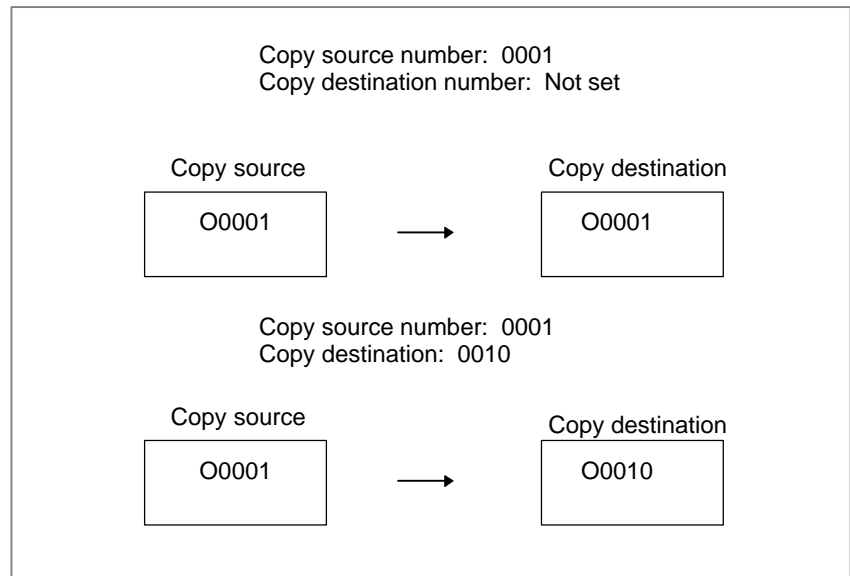 Copy source number: 0001
Copy destination number: Not set
Copy source
Copy destination
O0001
O0001
Copy source number: 0001
Copy destination: 0010
Copy source
Copy destination
O0001
O0010